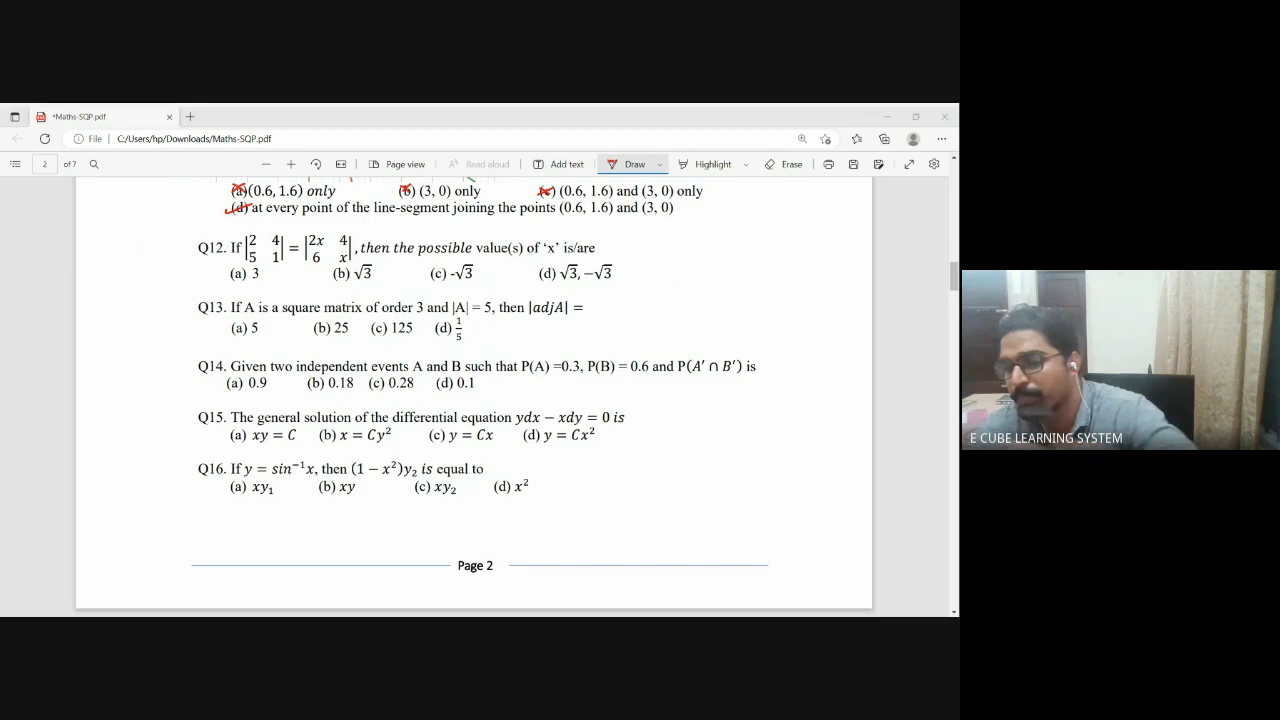 *Maths-SQP.pdf
File C:/Users/hp/Downloads/Maths-SQP.pdf
2 of 7 Page view Read aloud Add text Draw Highlight Erase
(a)(0.6, 1.6) only (b) (3, 0) only (c) (0.6, 1.6) and (3, 0) only
(d) at every point of the line-segment joining the points (0.6, 1.6) and (3, 0)
Q12. If |2 4; 5 1| = |2x 4; 6 x|, then the possible value(s) of ‘x’ is/are
(a) 3 (b) √3 (c) -√3 (d) √3, −√3
Q13. If A is a square matrix of order 3 and |A| = 5, then |adjA| =
(a) 5 (b) 25 (c) 125 (d) 1/5
Q14. Given two independent events A and B such that P(A) =0.3, P(B) = 0.6 and P(A′ ∩ B′) is
(a) 0.9 (b) 0.18 (c) 0.28 (d) 0.1
Q15. The general solution of the differential equation ydx − xdy = 0 is
(a) xy = C (b) x = Cy² (c) y = Cx (d) y = Cx²
Q16. If y = sin⁻¹x, then (1 − x²)y₂ is equal to
(a) xy₁ (b) xy (c) xy₂ (d) x²
Page 2
E CUBE LEARNING SYSTEM